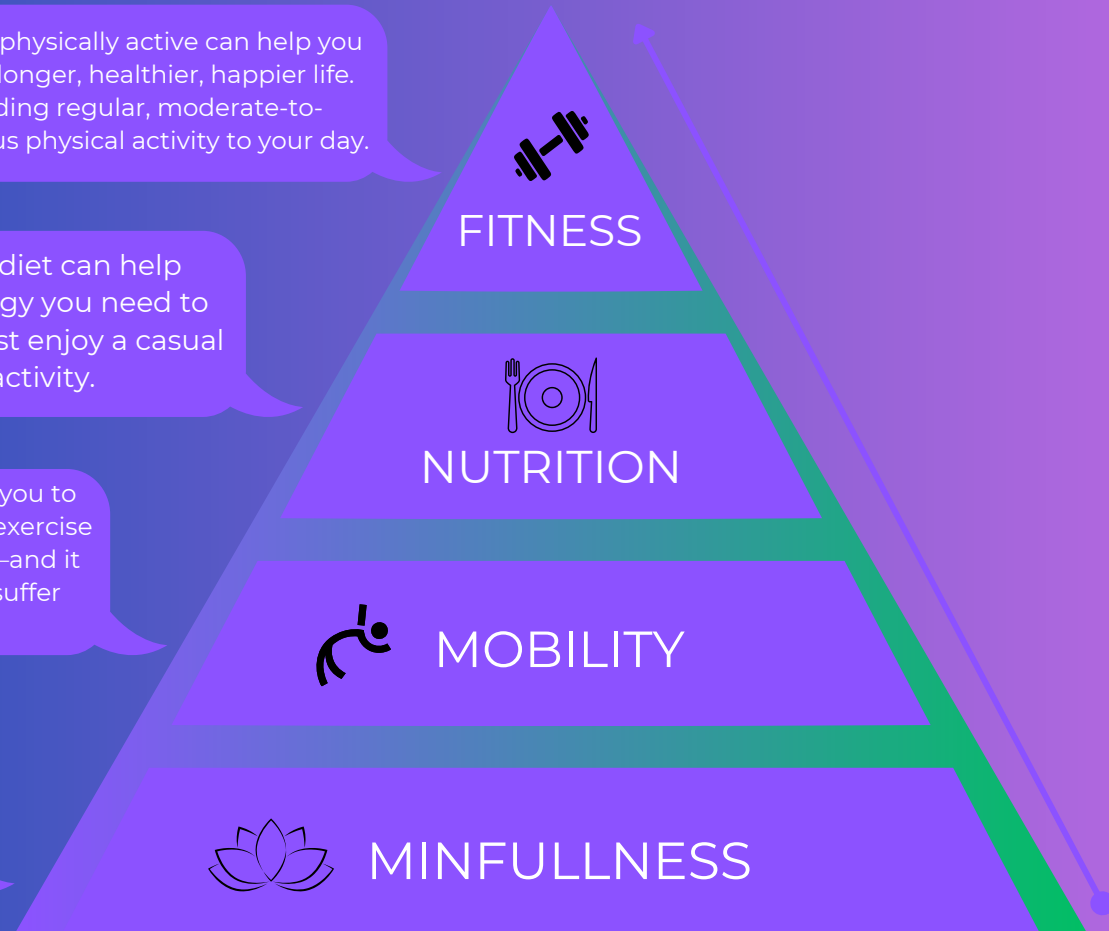 physically active can help you
longer, healthier, happier life.
ding regular, moderate-to-
us physical activity to your day.
FITNESS
diet can help
gy you need to
st enjoy a casual
activity.
NUTRITION
you to
exercise
–and it
suffer
MOBILITY
MINFULLNESS